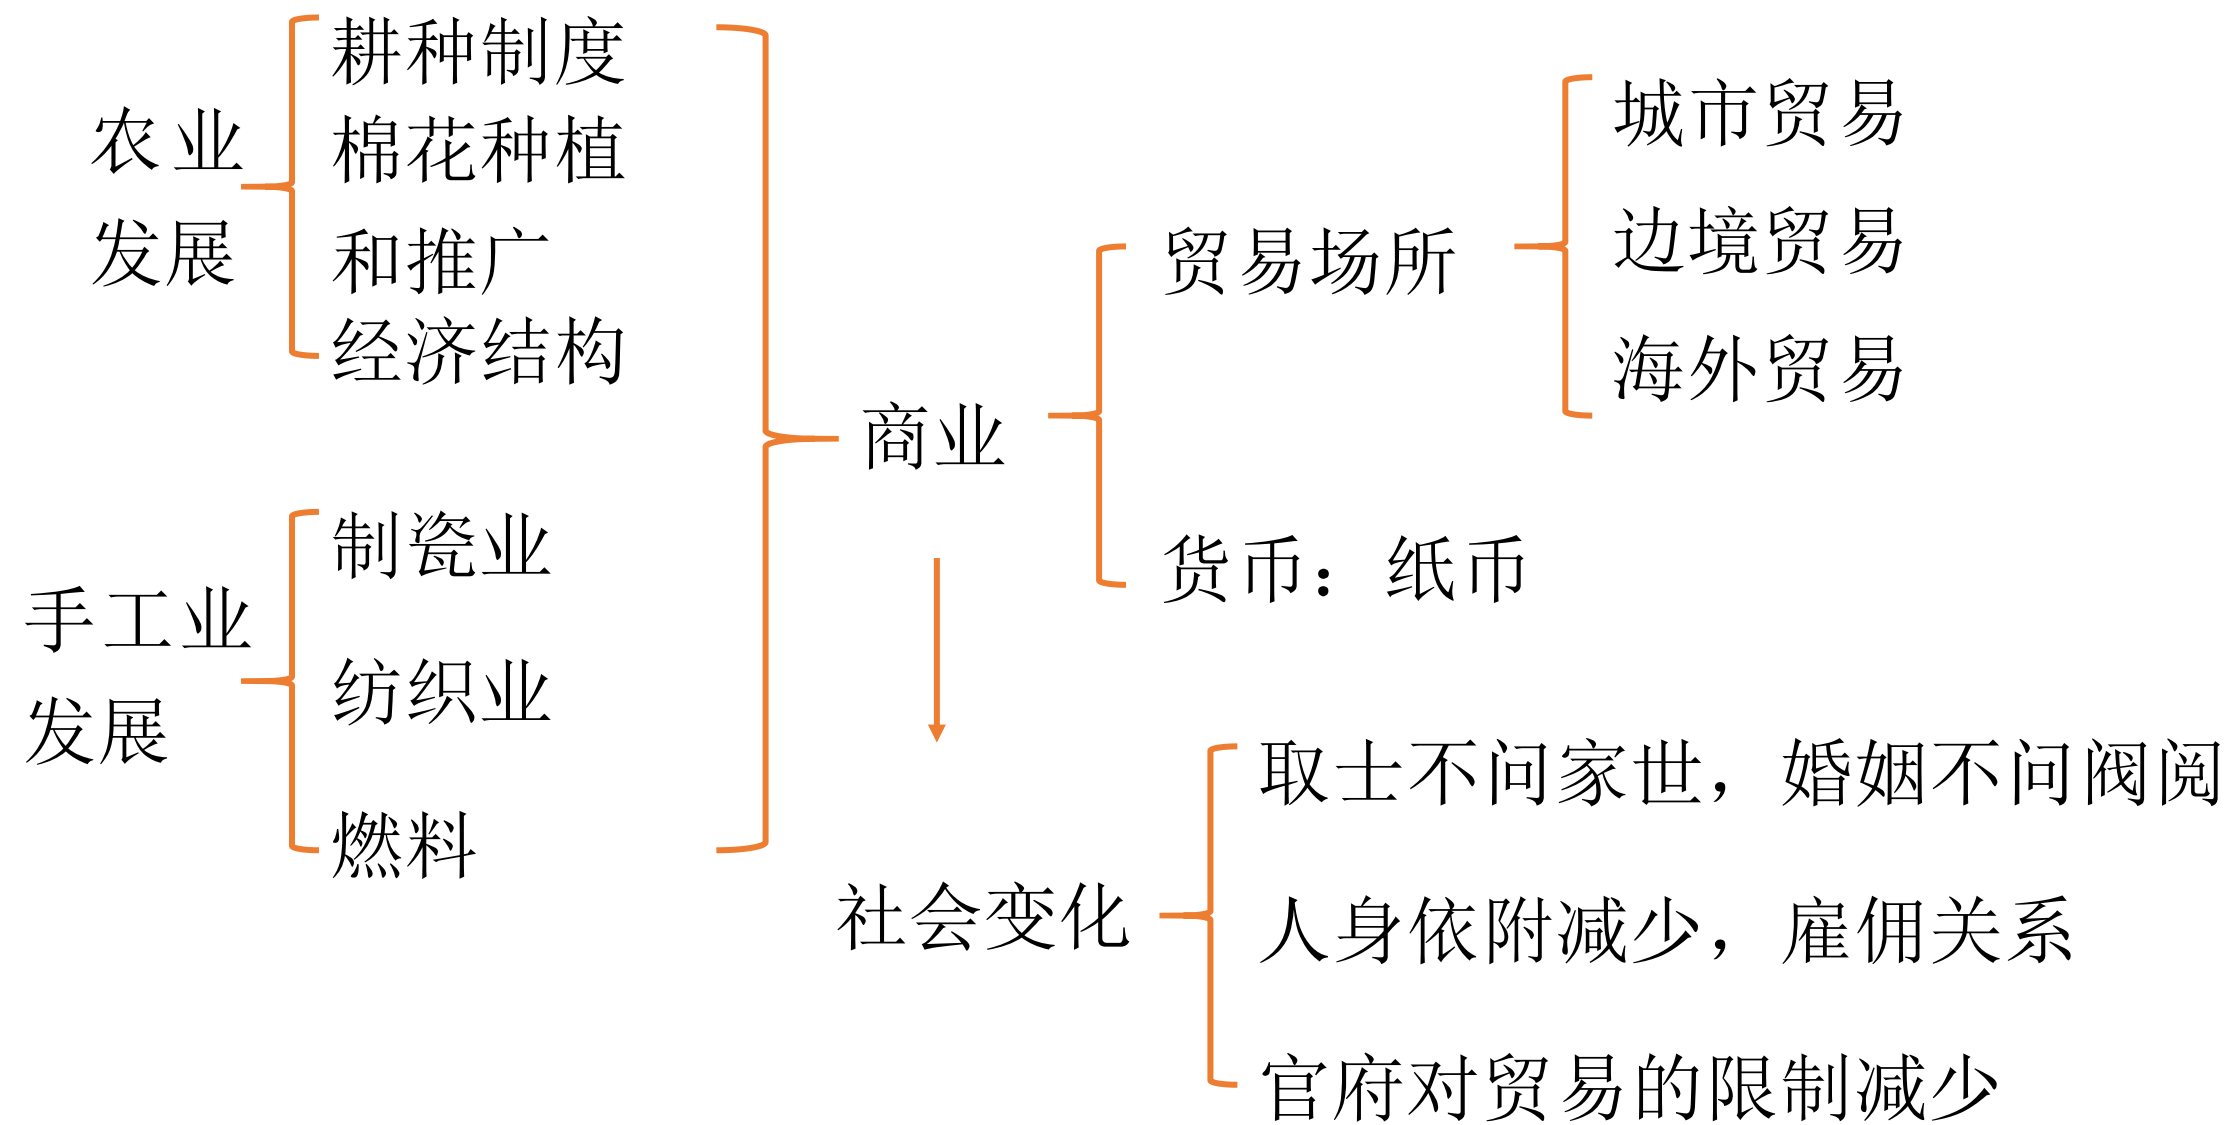 农业
发展
耕种制度
棉花种植
和推广
经济结构
手工业
发展
制瓷业
纺织业
燃料
商业
贸易场所
城市贸易
边境贸易
海外贸易
货币：纸币
社会变化
取士不问家世，婚姻不问阀阅
人身依附减少，雇佣关系
官府对贸易的限制减少